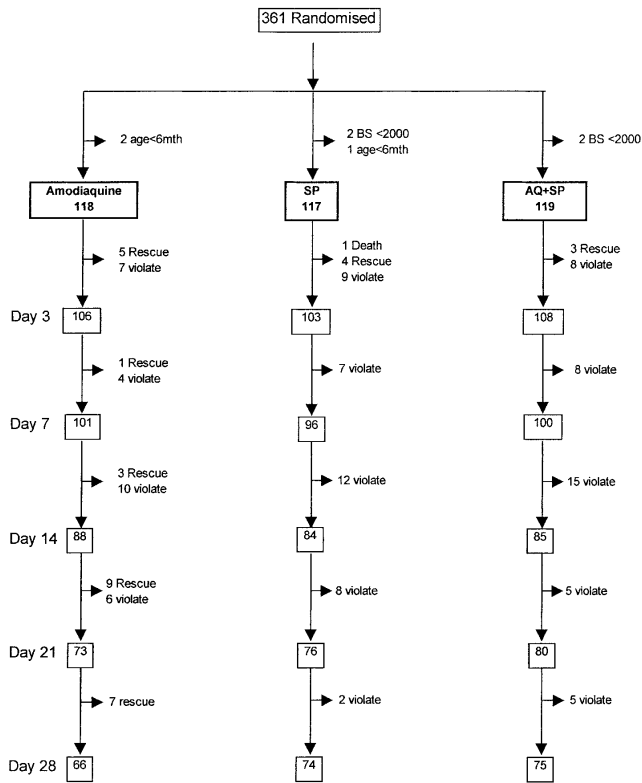 361 Randomised
2 age<6mth
2 BS <2000
1 age<6mth
2 BS <2000
Amodiaquine
118
SP
117
AQ+SP
119
5 Rescue
7 violate
1 Death
4 Rescue
9 violate
3 Rescue
8 violate
Day 3
106
103
108
1 Rescue
4 violate
7 violate
8 violate
Day 7
101
96
100
3 Rescue
10 violate
12 violate
15 violate
Day 14
88
84
85
9 Rescue
6 violate
8 violate
5 violate
Day 21
73
76
80
7 rescue
2 violate
5 violate
Day 28
66
74
75